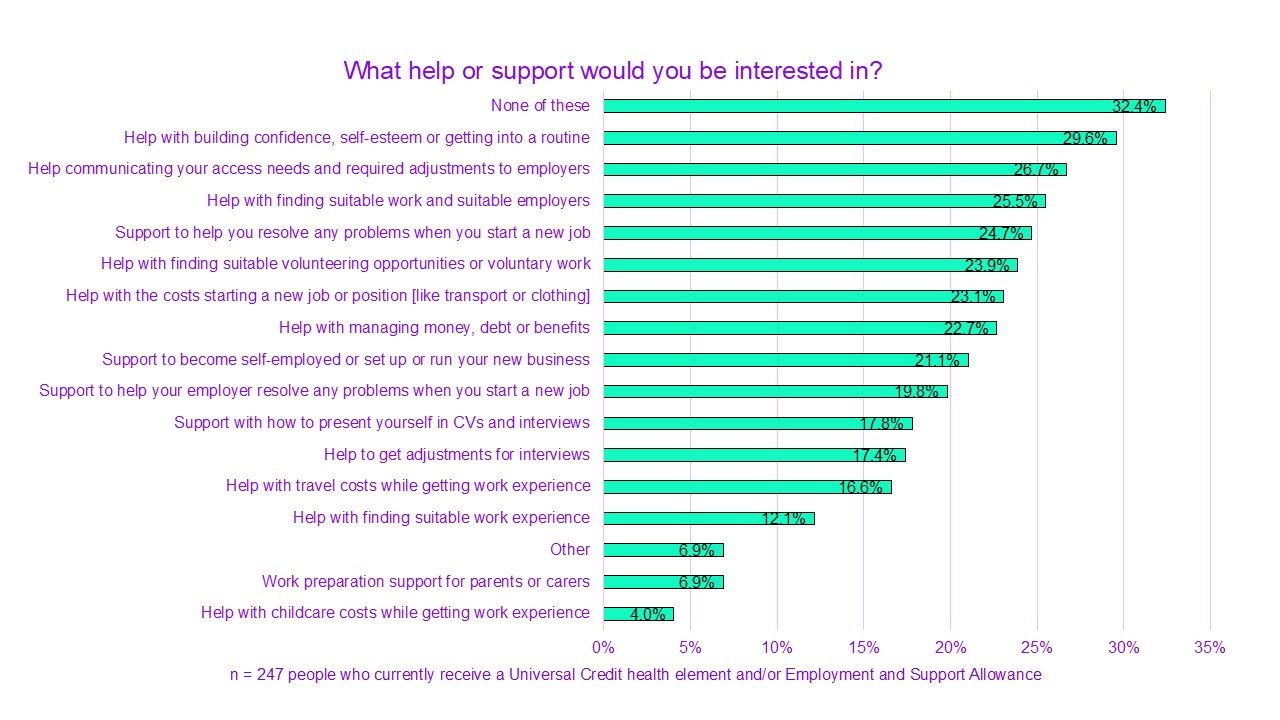 What help or support would you be interested in?
None of these 32.4%
Help with building confidence, self-esteem or getting into a routine 29.6%
Help communicating your access needs and required adjustments to employers 26.7%
Help with finding suitable work and suitable employers 25.5%
Support to help you resolve any problems when you start a new job 24.7%
Help with finding suitable volunteering opportunities or voluntary work 23.9%
Help with the costs starting a new job or position [like transport or clothing] 23.1%
Help with managing money, debt or benefits 22.7%
Support to become self-employed or set up or run your new business 21.1%
Support to help your employer resolve any problems when you start a new job 19.8%
Support with how to present yourself in CVs and interviews 17.8%
Help to get adjustments for interviews 17.4%
Help with travel costs while getting work experience 16.6%
Help with finding suitable work experience 12.1%
Other 6.9%
Work preparation support for parents or carers 6.9%
Help with childcare costs while getting work experience 4.0%
0% 5% 10% 15% 20% 25% 30% 35%
n = 247 people who currently receive a Universal Credit health element and/or Employment and Support Allowance